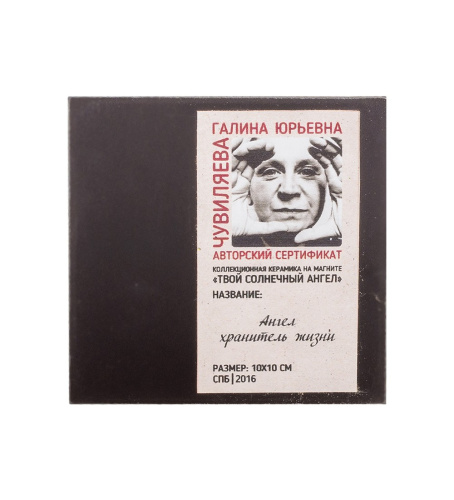 ГАЛИНА ЮРЬЕВНА
ЧУВИЛЯЕВА
АВТОРСКИЙ СЕРТИФИКАТ
КОЛЛЕКЦИОННАЯ КЕРАМИКА НА МАГНИТЕ
«ТВОЙ СОЛНЕЧНЫЙ АНГЕЛ»
НАЗВАНИЕ:
Ангел
хранитель жизни
РАЗМЕР: 10Х10 СМ
СПБ|2016